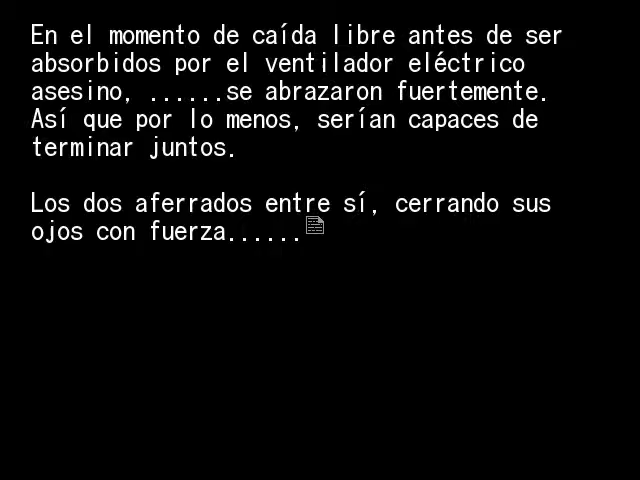 En el momento de caída libre antes de ser
absorbidos por el ventilador eléctrico
asesino, ......se abrazaron fuertemente.
Así que por lo menos, serían capaces de
terminar juntos.
Los dos aferrados entre sí, cerrando sus
ojos con fuerza......